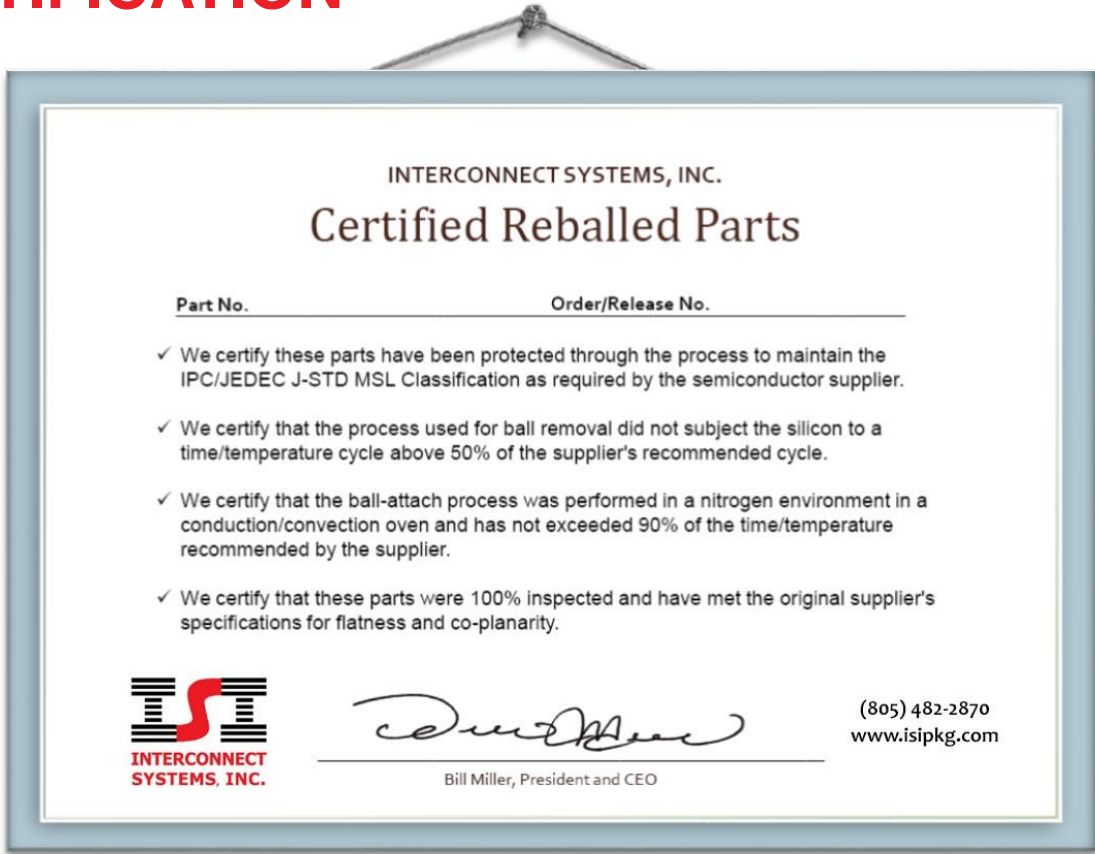 INTERCONNECT SYSTEMS, INC.
Certified Reballed Parts
Part No. Order/Release No.
✓ We certify these parts have been protected through the process to maintain the
IPC/JEDEC J-STD MSL Classification as required by the semiconductor supplier.
✓ We certify that the process used for ball removal did not subject the silicon to a
time/temperature cycle above 50% of the supplier's recommended cycle.
✓ We certify that the ball-attach process was performed in a nitrogen environment in a
conduction/convection oven and has not exceeded 90% of the time/temperature
recommended by the supplier.
✓ We certify that these parts were 100% inspected and have met the original supplier's
specifications for flatness and co-planarity.
ISI
INTERCONNECT
SYSTEMS, INC.
Bill Miller, President and CEO
(805) 482-2870
www.isipkg.com